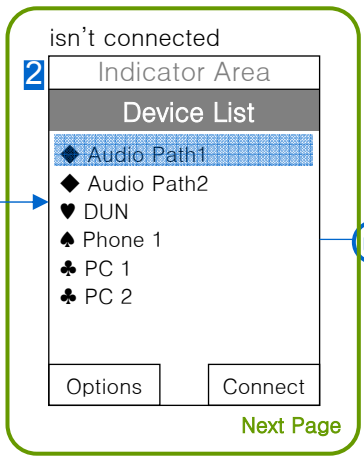 isn't connected
2
Indicator Area
Device List
◆ Audio Path1
◆ Audio Path2
♥ DUN
♠ Phone 1
♣ PC 1
♣ PC 2
Options
Connect
Next Page